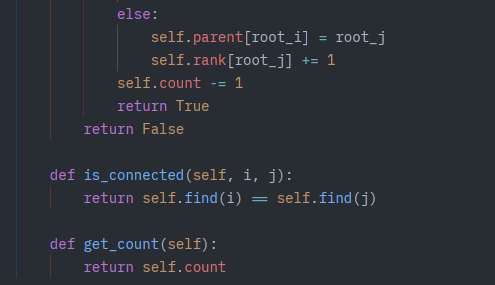 else:
self.parent[root_i] = root_j
self.rank[root_j] += 1
self.count -= 1
return True
return False
def is_connected(self, i, j):
return self.find(i) == self.find(j)
def get_count(self):
return self.count